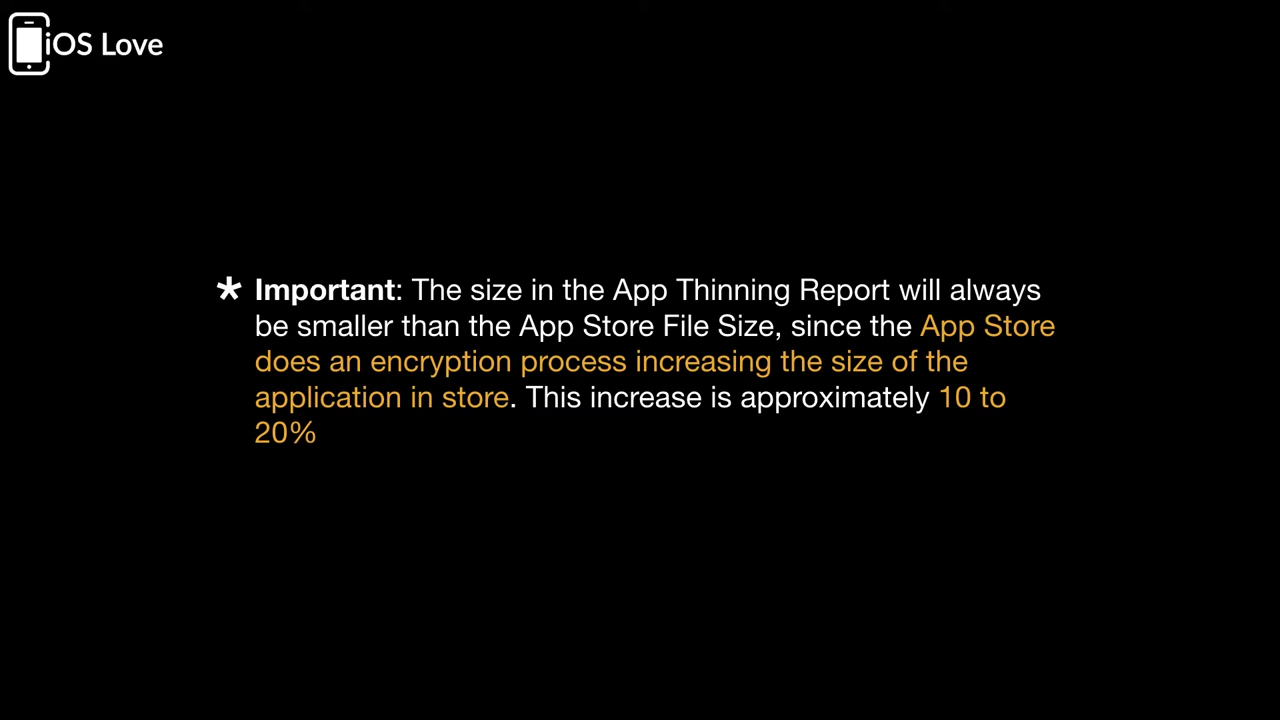 iOS Love
* Important: The size in the App Thinning Report will always
be smaller than the App Store File Size, since the App Store
does an encryption process increasing the size of the
application in store. This increase is approximately 10 to
20%